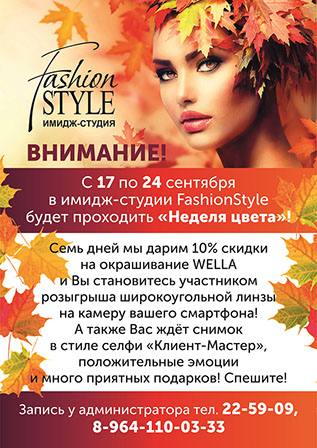 Fashion
STYLE
ИМИДЖ-СТУДИЯ
ВНИМАНИЕ!
С 17 по 24 сентября
в имидж-студии FashionStyle
будет проходить «Неделя цвета»!
Семь дней мы дарим 10% скидки
на окрашивание WELLA
и Вы становитесь участником
розыгрыша широкоугольной линзы
на камеру вашего смартфона!
А также Вас ждёт снимок
в стиле селфи «Клиент-Мастер»,
положительные эмоции
и много приятных подарков! Спешите!
Запись у администратора тел. 22-59-09,
8-964-110-03-33